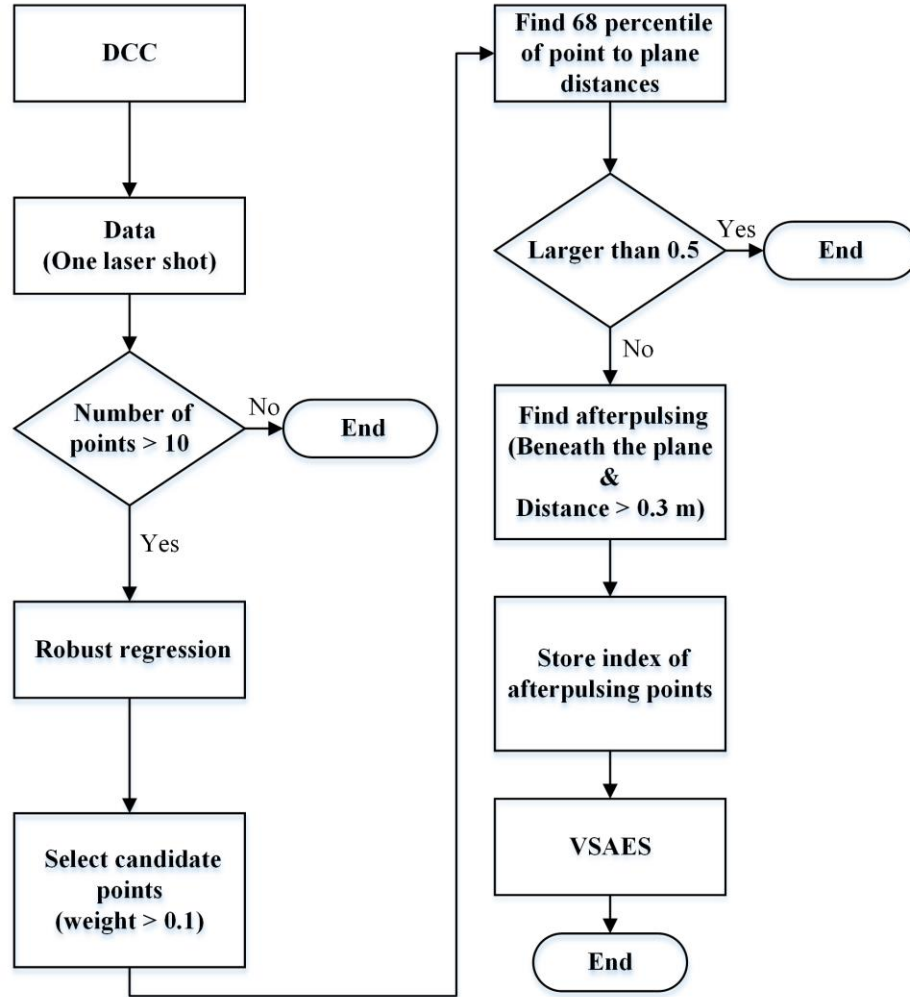 DCC
Data
(One laser shot)
Number of
points > 10
No
End
Yes
Robust regression
Select candidate
points
(weight > 0.1)
Find 68 percentile
of point to plane
distances
Larger than 0.5
Yes
End
No
Find afterpulsing
(Beneath the plane
&
Distance > 0.3 m)
Store index of
afterpulsing points
VSAES
End